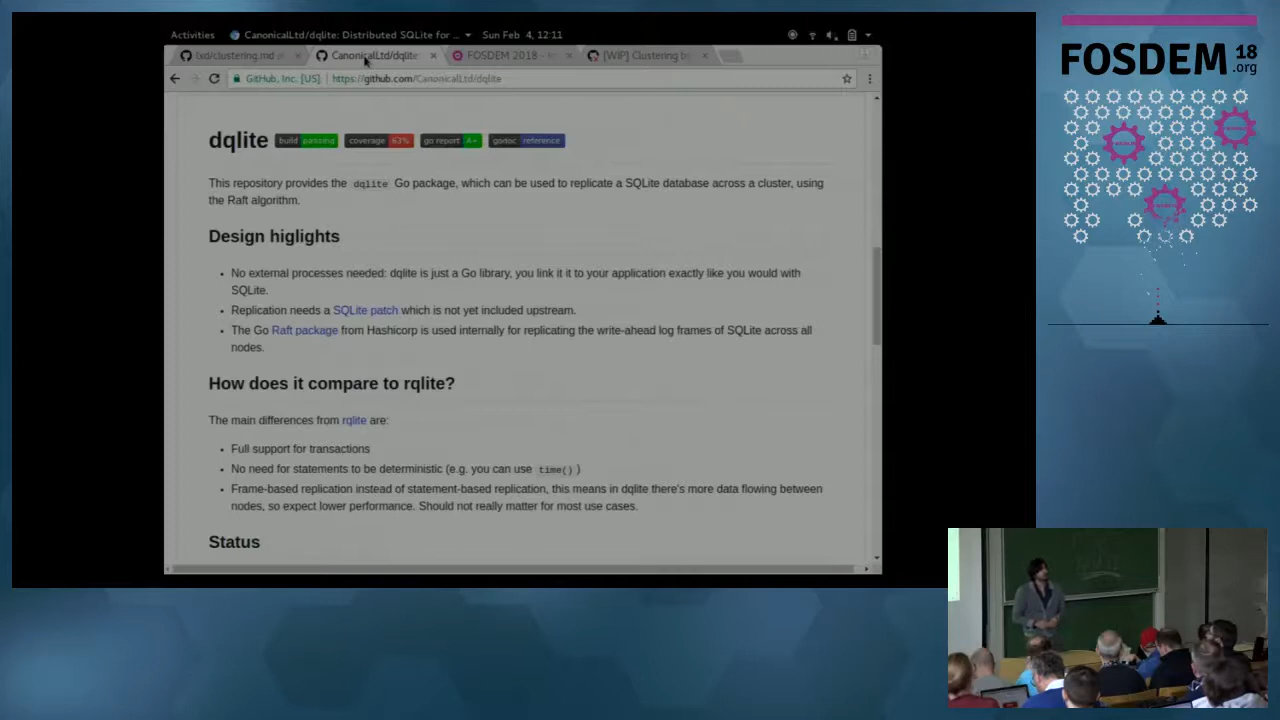 Activities CanonicalLtd/dqlite: Distributed SQLite for ... Sun Feb 4, 12:11
lxd/clustering.md CanonicalLtd/dqlite: FOSDEM 2018 - [WIP] Clustering
GitHub, Inc. [US] https://github.com/CanonicalLtd/dqlite
dqlite build passing coverage 63% go report A+ godoc reference
This repository provides the dqlite Go package, which can be used to replicate a SQLite database across a cluster, using
the Raft algorithm.
Design higlights
No external processes needed: dqlite is just a Go library, you link it it to your application exactly like you would with
SQLite.
Replication needs a SQLite patch which is not yet included upstream.
The Go Raft package from Hashicorp is used internally for replicating the write-ahead log frames of SQLite across all
nodes.
How does it compare to rqlite?
The main differences from rqlite are:
Full support for transactions
No need for statements to be deterministic (e.g. you can use time() )
Frame-based replication instead of statement-based replication, this means in dqlite there's more data flowing between
nodes, so expect lower performance. Should not really matter for most use cases.
Status
FOSDEM 18
.org